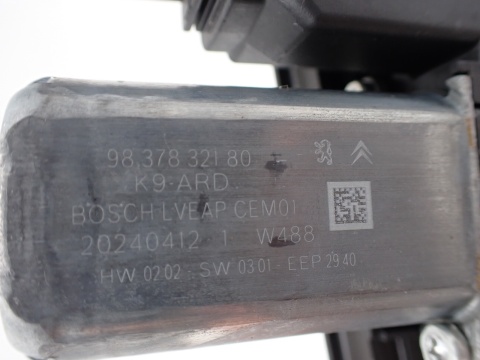 98.378 321 80
K9-ARD
BOSCH LVEAP CEM01
20240412 1 W488
HW 02.02 - SW 03.01 - EEP 29.40